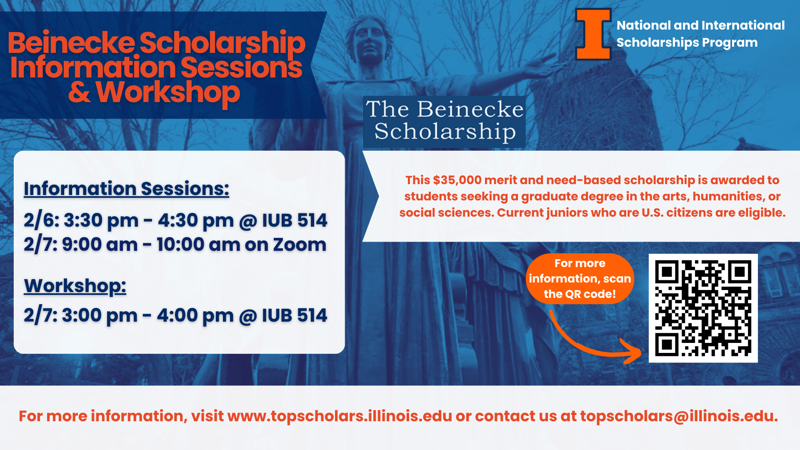 Beinecke Scholarship
Information Sessions
& Workshop
National and International
Scholarships Program
The Beinecke
Scholarship
Information Sessions:
2/6: 3:30 pm - 4:30 pm @ IUB 514
2/7: 9:00 am - 10:00 am on Zoom
Workshop:
2/7: 3:00 pm - 4:00 pm @ IUB 514
This $35,000 merit and need-based scholarship is awarded to
students seeking a graduate degree in the arts, humanities, or
social sciences. Current juniors who are U.S. citizens are eligible.
For more
information, scan
the QR code!
For more information, visit www.topscholars.illinois.edu or contact us at topscholars@illinois.edu.